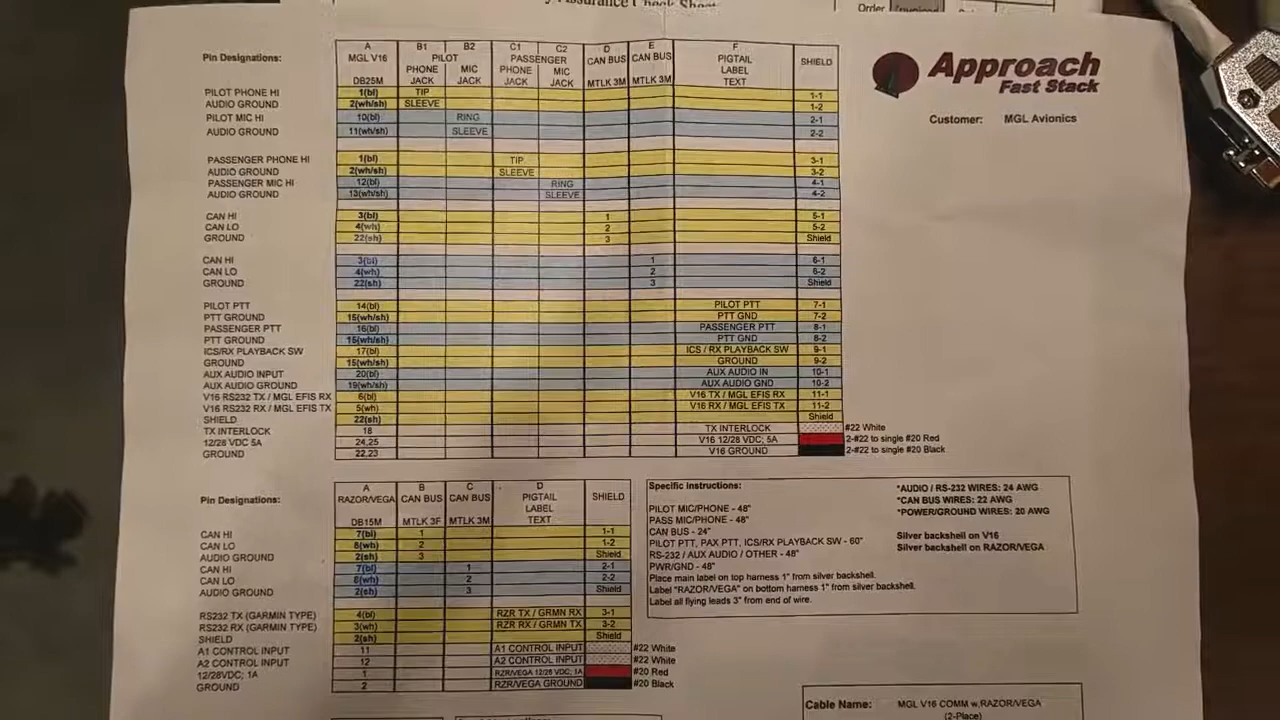 y Assurance Check Sheet
Order
Approach
Fast Stack
Customer: MGL Avionics
Pin Designations: A B1 B2 C1 C2 D E F SHIELD
MGL V16 PILOT PASSENGER CAN BUS CAN BUS PIGTAIL
PHONE MIC PHONE MIC LABEL
DB25M JACK JACK JACK JACK MTLK 3M MTLK 3M TEXT
PILOT PHONE HI 1(bl) TIP 1-1
AUDIO GROUND 2(wh/sh) SLEEVE 1-2
PILOT MIC HI 10(bl) RING 2-1
AUDIO GROUND 11(wh/sh) SLEEVE 2-2
PASSENGER PHONE HI 1(bl) TIP 3-1
AUDIO GROUND 2(wh/sh) SLEEVE 3-2
PASSENGER MIC HI 12(bl) RING 4-1
AUDIO GROUND 13(wh/sh) SLEEVE 4-2
CAN HI 3(bl) 1 5-1
CAN LO 4(wh) 2 5-2
GROUND 22(sh) 3 Shield
CAN HI 3(bl) 1 6-1
CAN LO 4(wh) 2 6-2
GROUND 22(sh) 3 Shield
PILOT PTT 14(bl) PILOT PTT 7-1
PTT GROUND 15(wh/sh) PTT GND 7-2
PASSENGER PTT 16(bl) PASSENGER PTT 8-1
PTT GROUND 15(wh/sh) PTT GND 8-2
ICS/RX PLAYBACK SW 17(bl) ICS / RX PLAYBACK SW 9-1
GROUND 15(wh/sh) GROUND 9-2
AUX AUDIO INPUT 20(bl) AUX AUDIO IN 10-1
AUX AUDIO GROUND 19(wh/sh) AUX AUDIO GND 10-2
V16 RS232 TX / MGL EFIS RX 6(bl) V16 TX / MGL EFIS RX 11-1
V16 RS232 RX / MGL EFIS TX 5(wh) V16 RX / MGL EFIS TX 11-2
SHIELD 22(sh) Shield
TX INTERLOCK 18 TX INTERLOCK #22 White
12/28 VDC 5A 24,25 V16 12/28 VDC; 5A 2-#22 to single #20 Red
GROUND 22,23 V16 GROUND 2-#22 to single #20 Black
Pin Designations: A B C D SHIELD
RAZOR/VEGA CAN BUS CAN BUS PIGTAIL
LABEL
DB15M MTLK 3F MTLK 3M TEXT
CAN HI 7(bl) 1 1-1
CAN LO 8(wh) 2 1-2
AUDIO GROUND 2(sh) 3 Shield
CAN HI 7(bl) 1 2-1
CAN LO 8(wh) 2 2-2
AUDIO GROUND 2(sh) 3 Shield
RS232 TX (GARMIN TYPE) 4(bl) RZR TX / GRMN RX 3-1
RS232 RX (GARMIN TYPE) 3(wh) RZR RX / GRMN TX 3-2
SHIELD 2(sh) Shield
A1 CONTROL INPUT 11 A1 CONTROL INPUT #22 White
A2 CONTROL INPUT 12 A2 CONTROL INPUT #22 White
12/28VDC; 1A 1 RZR/VEGA 12/28 VDC; 1A #20 Red
GROUND 2 RZR/VEGA GROUND #20 Black
Specific Instructions:
PILOT MIC/PHONE - 48"
PASS MIC/PHONE - 48"
CAN BUS - 24"
PILOT PTT, PAX PTT, ICS/RX PLAYBACK SW - 60"
RS-232 / AUX AUDIO / OTHER - 48"
PWR/GND - 48"
Place main label on top harness 1" from silver backshell.
Label "RAZOR/VEGA" on bottom harness 1" from silver backshell.
Label all flying leads 3" from end of wire.
*AUDIO / RS-232 WIRES: 24 AWG
*CAN BUS WIRES: 22 AWG
*POWER/GROUND WIRES: 20 AWG
Silver backshell on V16
Silver backshell on RAZOR/VEGA
Cable Name: MGL V16 COMM w.RAZOR/VEGA
(2-Place)